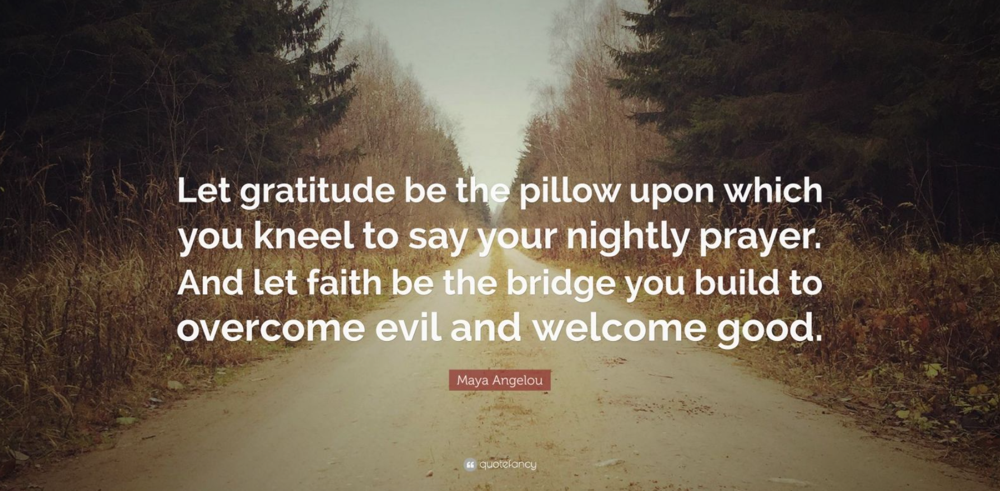 Let gratitude be the pillow upon which
you kneel to say your nightly prayer.
And let faith be the bridge you build to
overcome evil and welcome good.
Maya Angelou
quotefancy